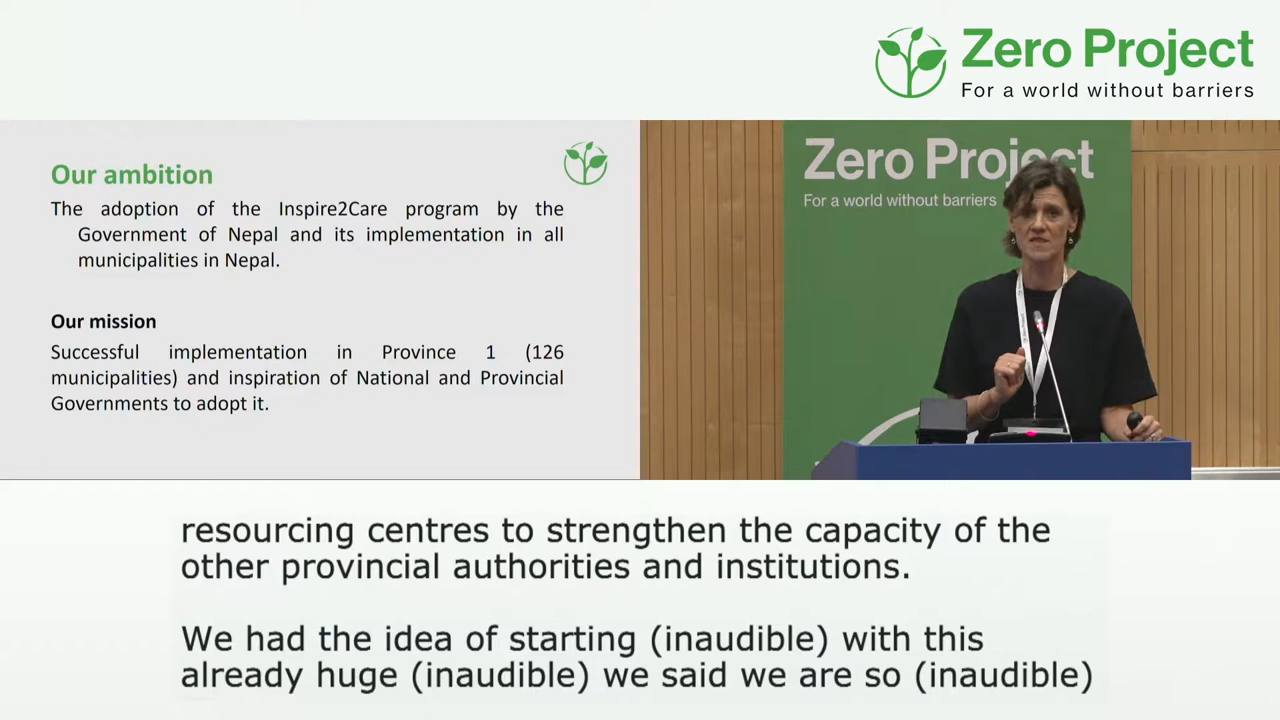 Zero Project
For a world without barriers
Our ambition
The adoption of the Inspire2Care program by the
Government of Nepal and its implementation in all
municipalities in Nepal.
Our mission
Successful implementation in Province 1 (126
municipalities) and inspiration of National and Provincial
Governments to adopt it.
Zero Project
For a world without barriers
resourcing centres to strengthen the capacity of the
other provincial authorities and institutions.
We had the idea of starting (inaudible) with this
already huge (inaudible) we said we are so (inaudible)